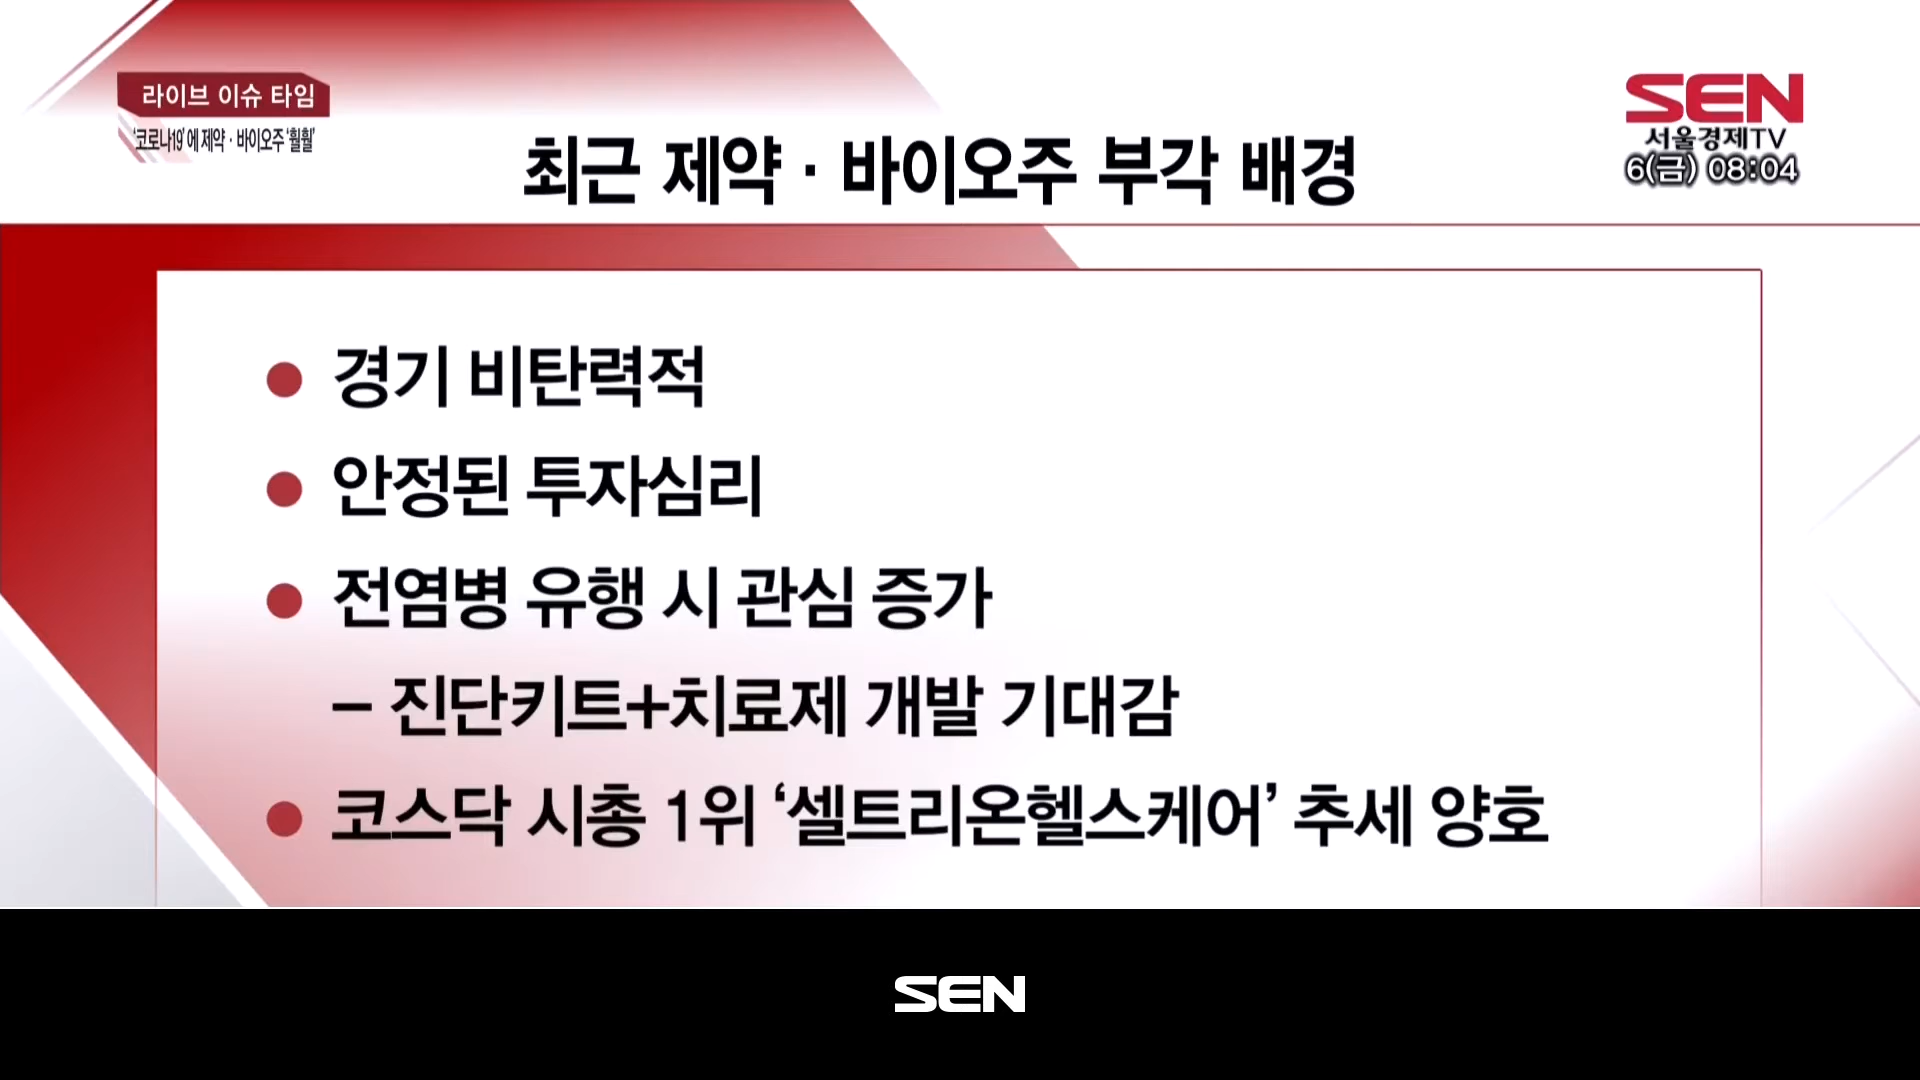 라이브 이슈 타임
'코로나19'에 제약·바이오주 '훨훨'
SEN
서울경제TV
6(금) 08:04
최근 제약·바이오주 부각 배경
● 경기 비탄력적
● 안정된 투자심리
● 전염병 유행 시 관심 증가
– 진단키트+치료제 개발 기대감
● 코스닥 시총 1위 ‘셀트리온헬스케어’ 추세 양호
SEN